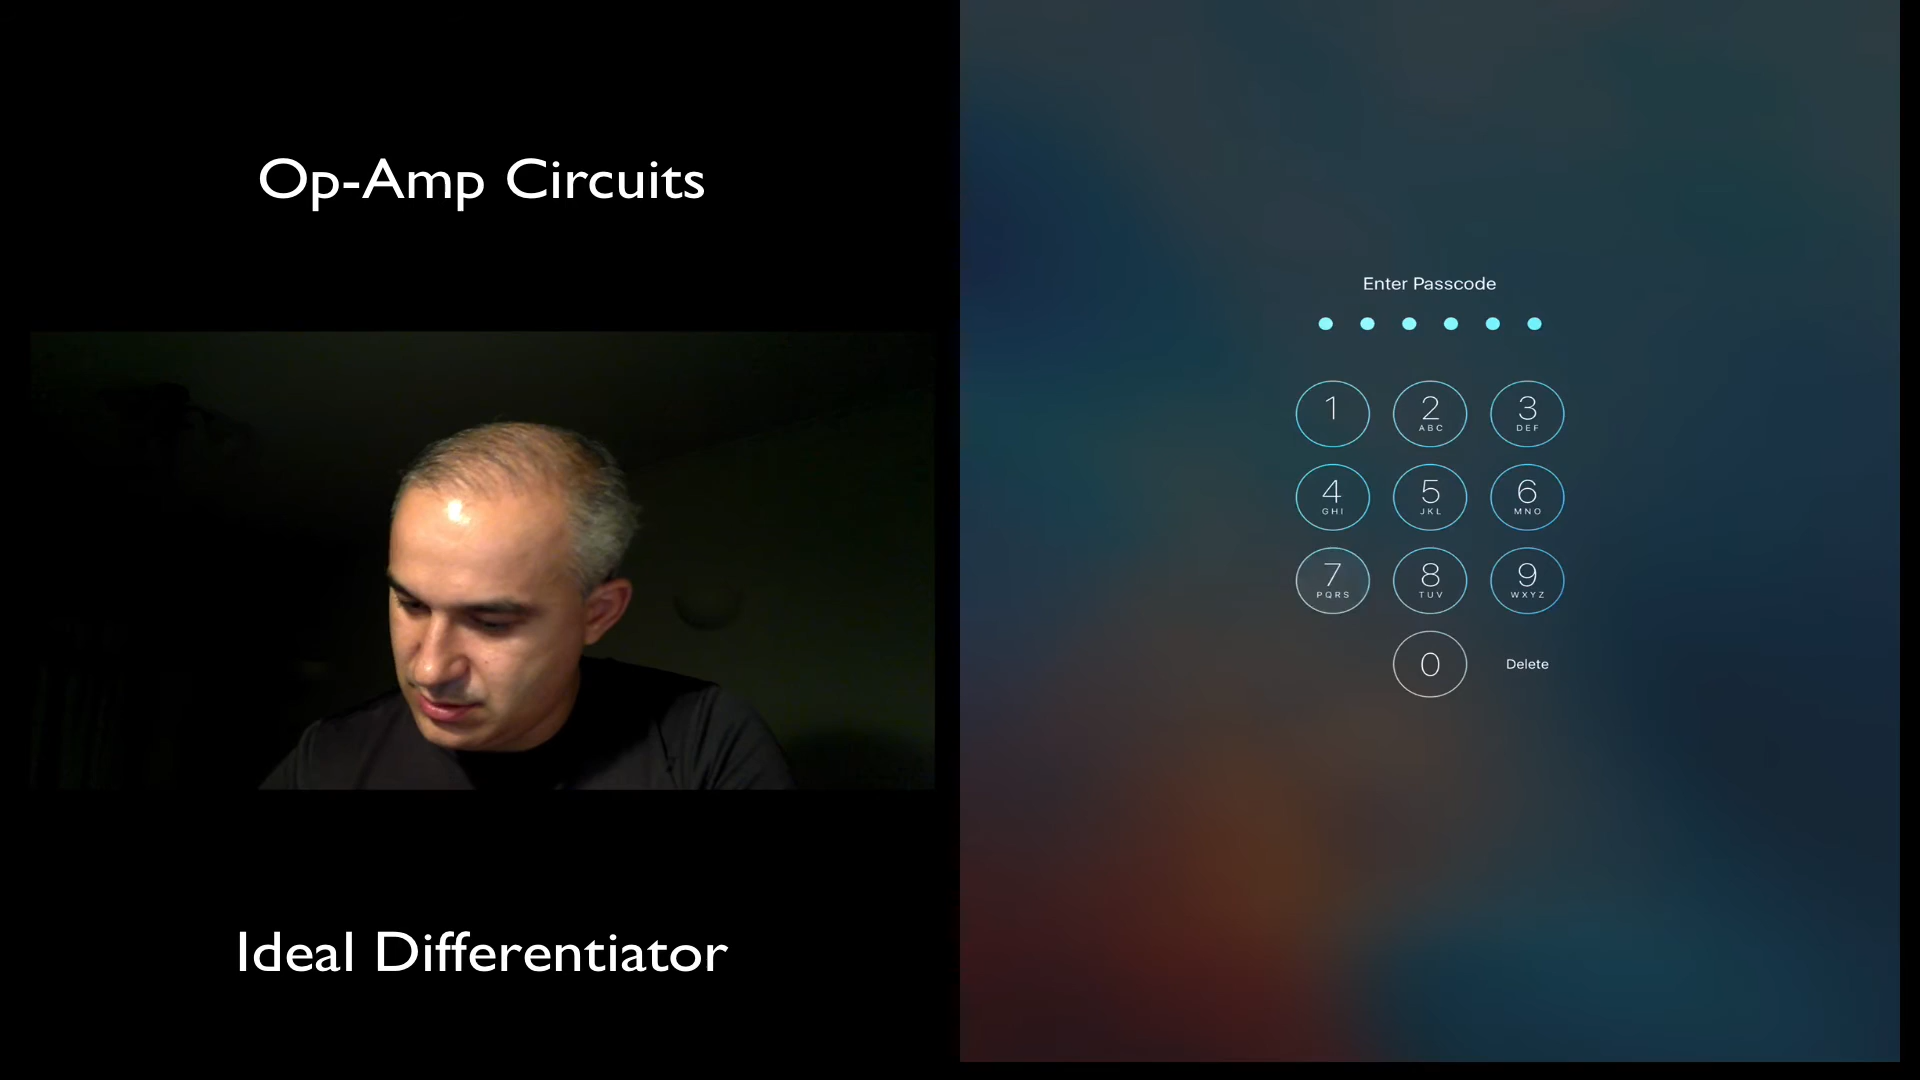 Op-Amp Circuits
Ideal Differentiator
Enter Passcode
1 2 3
ABC DEF
4 5 6
GHI JKL MNO
7 8 9
PQRS TUV WXYZ
0 Delete